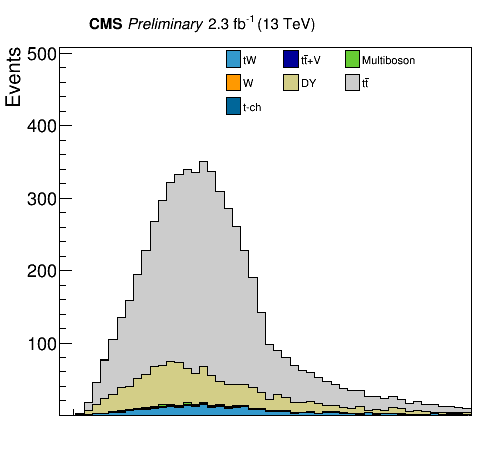 CMS Preliminary 2.3 fb⁻¹ (13 TeV)
Events
500
400
300
200
100
tW tt̄+V Multiboson
W DY tt̄
t-ch